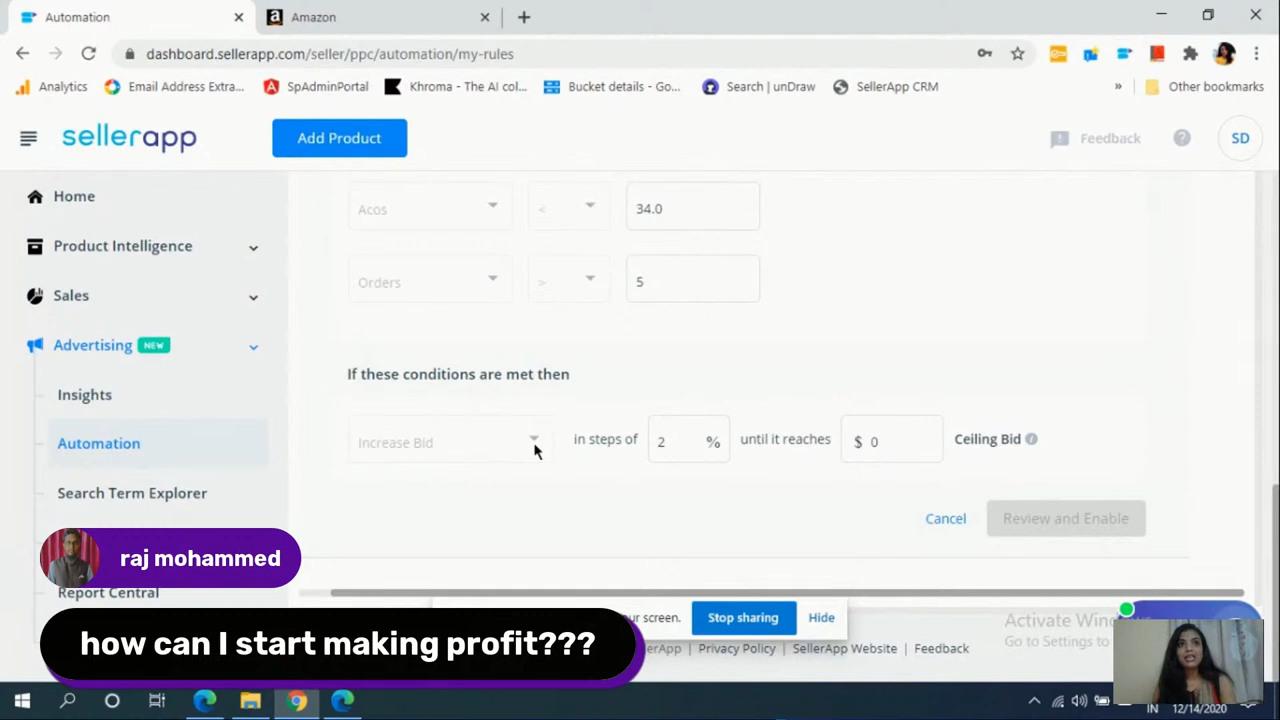 Automation
Amazon
dashboard.sellerapp.com/seller/ppc/automation/my-rules
Analytics
Email Address Extra...
SpAdminPortal
Khroma - The AI col...
Bucket details - Go...
Search | unDraw
SellerApp CRM
»
Other bookmarks
sellerapp
Add Product
Feedback
?
SD
Home
Product Intelligence
Sales
Advertising NEW
Insights
Automation
Search Term Explorer
Report Central
Acos < 34.0
Orders > 5
If these conditions are met then
Increase Bid in steps of 2 % until it reaches $ 0 Ceiling Bid
Cancel
Review and Enable
raj mohammed
how can I start making profit???
ur screen.
Stop sharing
Hide
Privacy Policy
SellerApp Website
Feedback
Go to Settings to
IN
12/14/2020